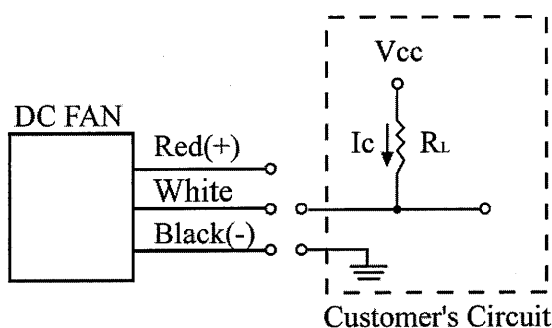 Vcc
DC FAN
Red(+)
Ic
RL
White
Black(-)
Customer's Circuit